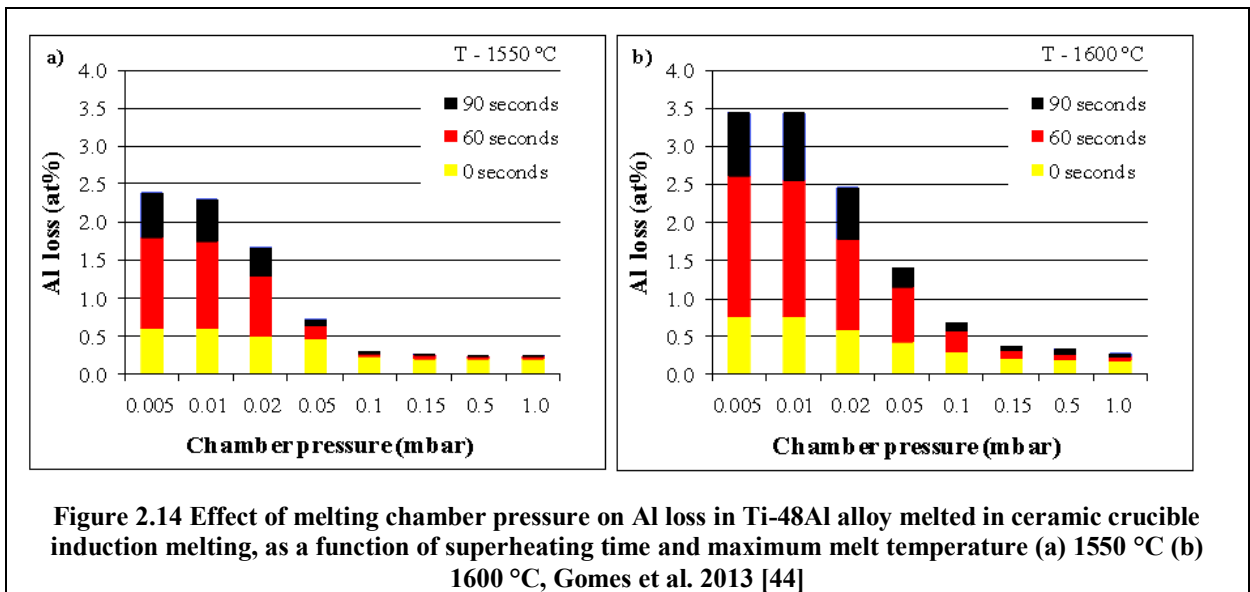 a)
T - 1550 °C
4.0
3.5
3.0
2.5
2.0
1.5
1.0
0.5
0.0
Al loss (at%)
90 seconds
60 seconds
0 seconds
0.005 0.01 0.02 0.05 0.1 0.15 0.5 1.0
Chamber pressure (mbar)
b)
T - 1600 °C
4.0
3.5
3.0
2.5
2.0
1.5
1.0
0.5
0.0
Al loss (at%)
90 seconds
60 seconds
0 seconds
0.005 0.01 0.02 0.05 0.1 0.15 0.5 1.0
Chamber pressure (mbar)
Figure 2.14 Effect of melting chamber pressure on Al loss in Ti-48Al alloy melted in ceramic crucible
induction melting, as a function of superheating time and maximum melt temperature (a) 1550 °C (b)
1600 °C, Gomes et al. 2013 [44]